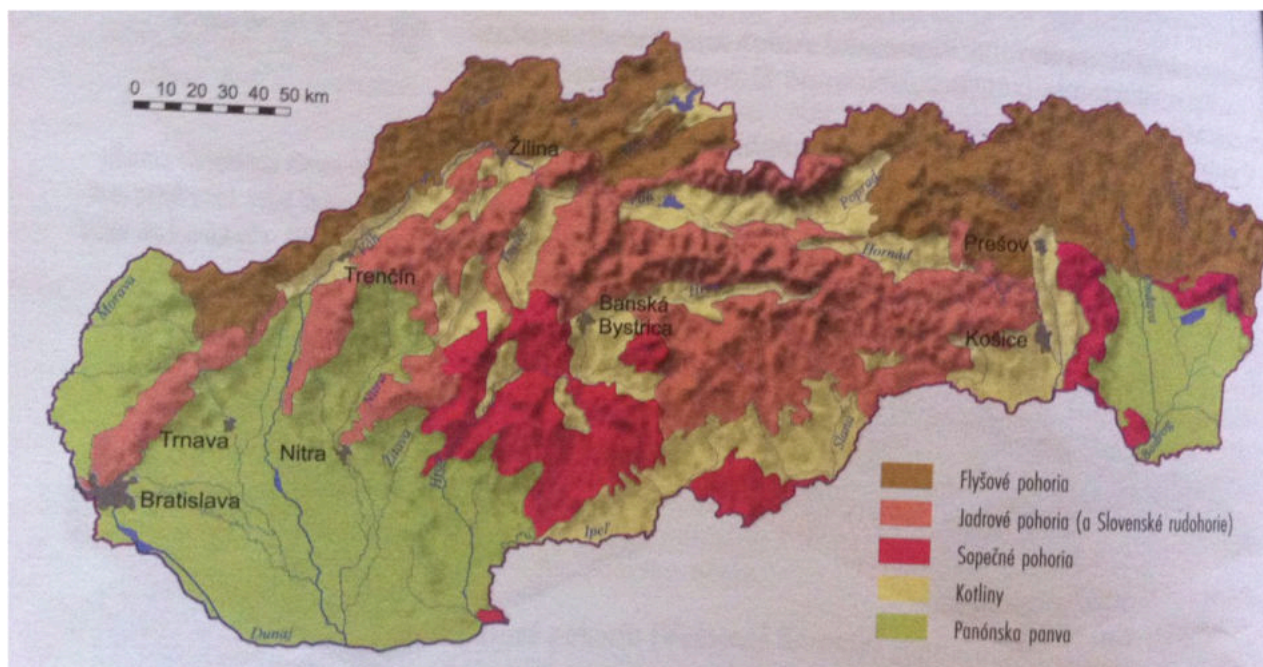 0 10 20 30 40 50 km
Žilina
Poprad
Váh
Hornád
Prešov
Trenčín
Morava
Banská
Bystrica
Košice
Trnava
Nitra
Nitra
Žitava
Slaná
Bratislava
Ipeľ
Dunaj
Flyšové pohoria
Jadrové pohoria (a Slovenské rudohorie)
Sopečné pohoria
Kotliny
Panónska panva